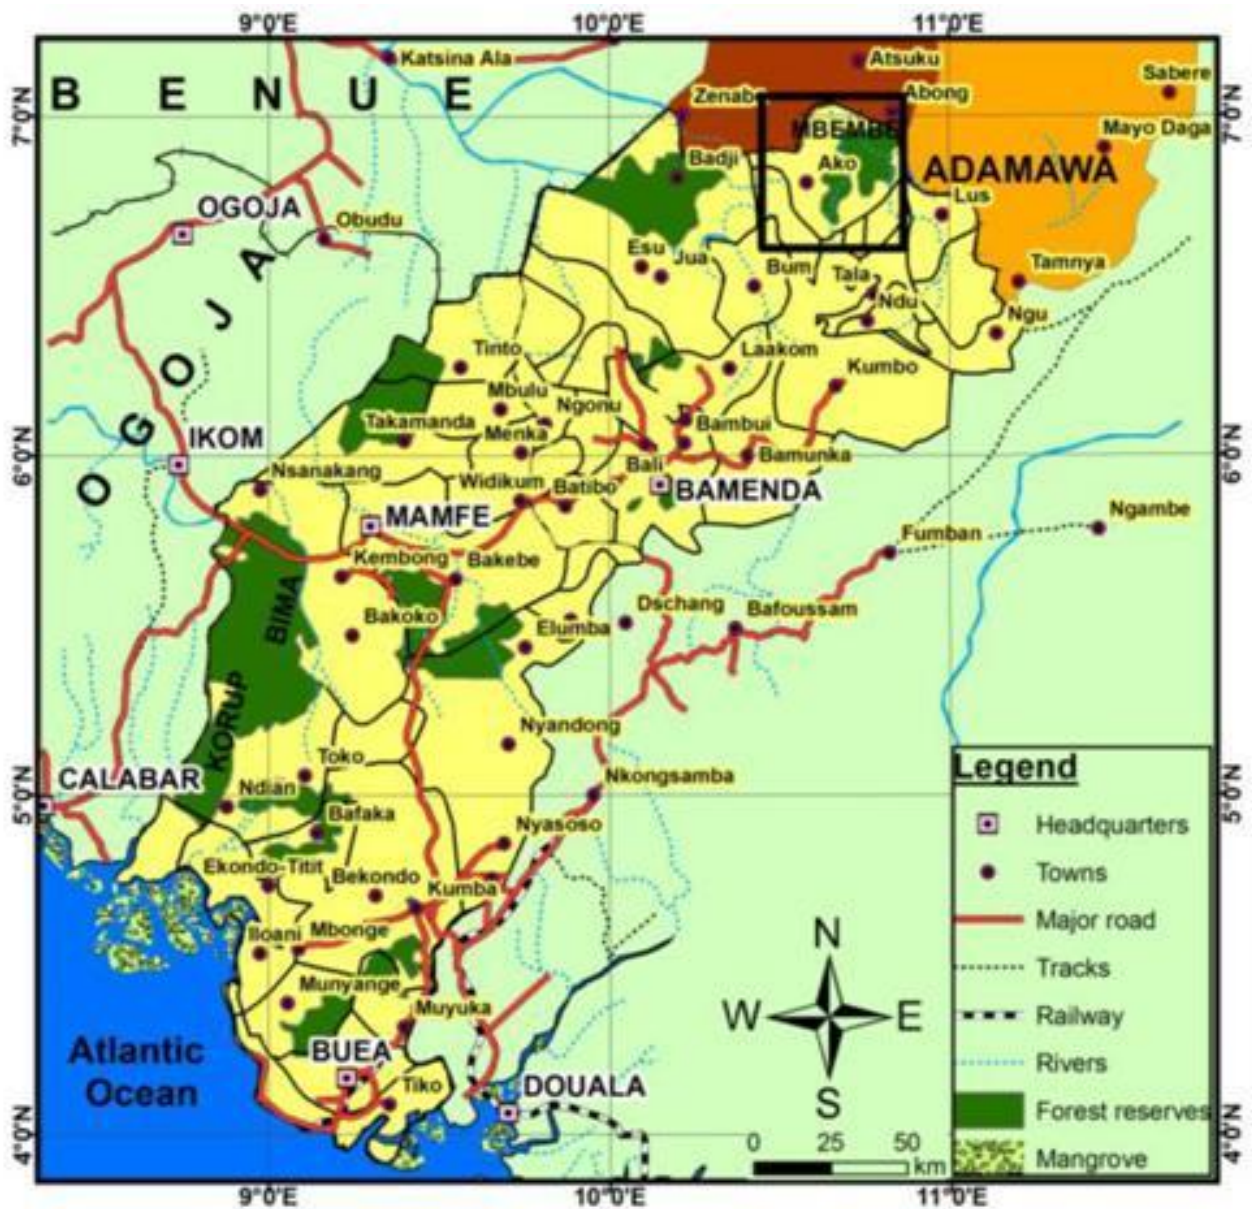 9°0'E 10°0'E 11°0'E
Katsina Ala
Atsuku
Sabere
B E N U E
Zenabe
Abong
7°0'N
7°0'N
MBEMBE
Mayo Daga
Badji
Ako
ADAMAWA
OGOJA
Lus
Obudu
Esu
Jua
Bum
Tala
Tamnya
Ndu
Ngu
O G O J A
Tinto
Laakom
Kumbo
Mbulu
Ngonu
Takamanda
Menka
Bambui
IKOM
6°0'N
Bali
Bamunka
6°0'N
Nsanakang
Widikum
Batibo
BAMENDA
MAMFE
Ngambe
Fumban
Kembong
Bakebe
BIMA
Bakoko
Elumba
Dschang
Bafoussam
KORUP
Nyandong
Toko
CALABAR
Ndian
Nkongsamba
5°0'N
5°0'N
Bafaka
Nyasoso
Ekondo-Titit
Bekondo
Kumba
Iloani
Mbonge
Munyange
Muyuka
Atlantic
Ocean
BUEA
Tiko
DOUALA
4°0'N
4°0'N
N
W E
S
0 25 50
km
Legend
Headquarters
Towns
Major road
Tracks
Railway
Rivers
Forest reserves
Mangrove
9°0'E 10°0'E 11°0'E